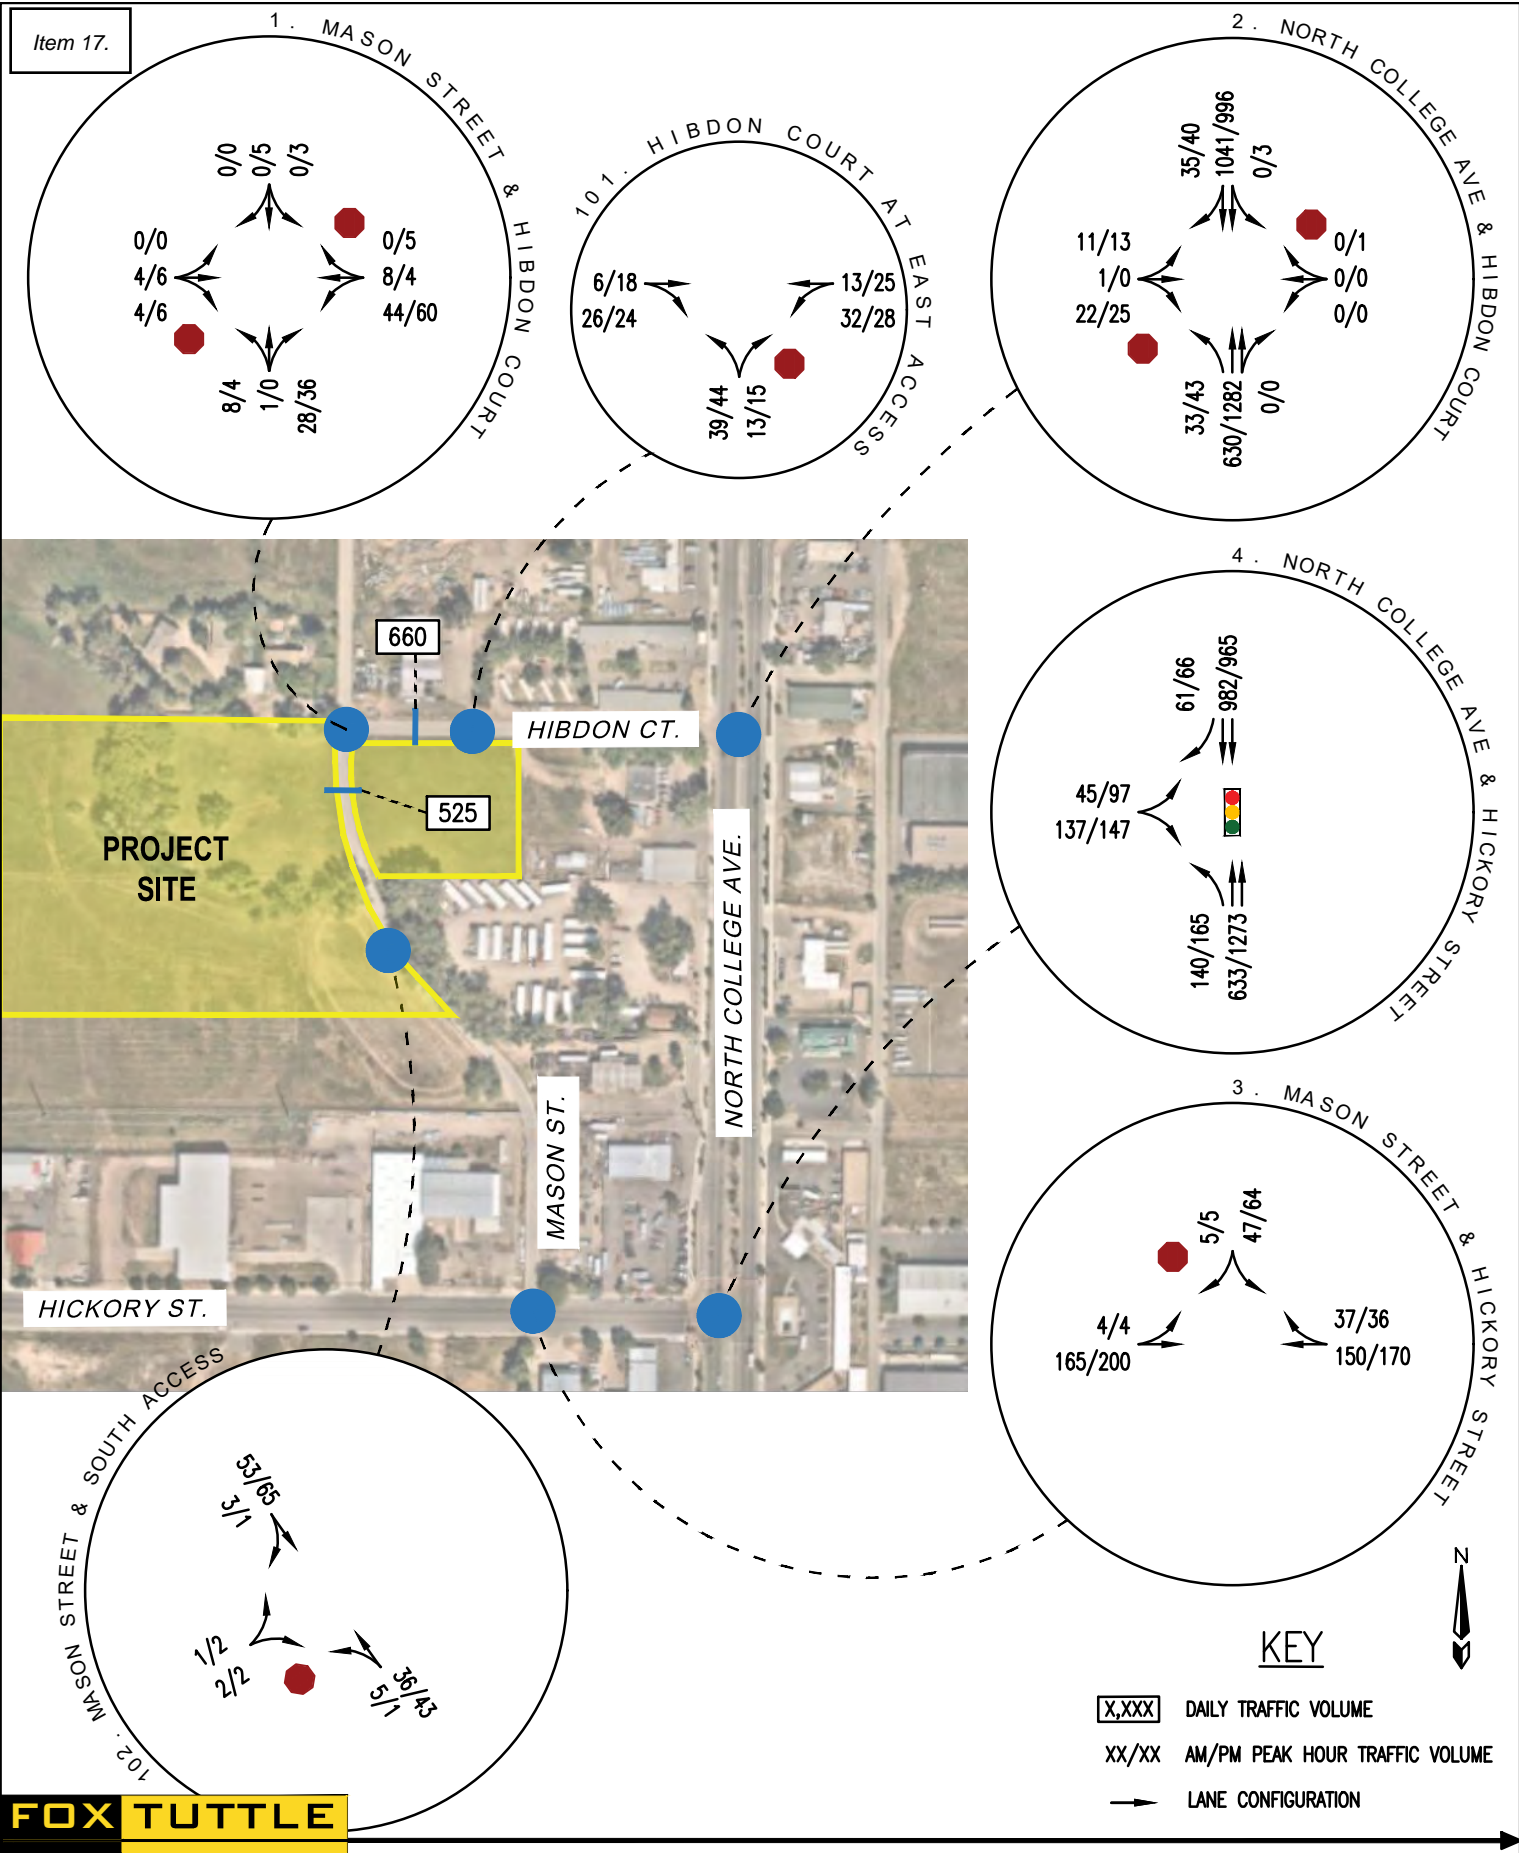 Item 17.
1. MASON STREET & HIBDON COURT
0/0
0/5
0/3
0/0
4/6
4/6
0/5
8/4
44/60
8/4
1/0
28/36
101. HIBDON COURT AT EAST ACCESS
6/18
26/24
13/25
32/28
39/44
13/15
2. NORTH COLLEGE AVE & HIBDON COURT
35/40
1041/996
0/3
11/13
1/0
22/25
0/1
0/0
0/0
33/43
630/1282
0/0
4. NORTH COLLEGE AVE & HICKORY STREET
61/66
982/965
45/97
137/147
140/165
633/1273
660
HIBDON CT.
525
PROJECT
SITE
NORTH COLLEGE AVE.
MASON ST.
HICKORY ST.
3. MASON STREET & HICKORY STREET
5/5
47/64
4/4
165/200
37/36
150/170
102. MASON STREET & SOUTH ACCESS
53/65
3/1
1/2
2/2
36/43
5/1
N
KEY
X,XXX DAILY TRAFFIC VOLUME
XX/XX AM/PM PEAK HOUR TRAFFIC VOLUME
LANE CONFIGURATION
FOX TUTTLE